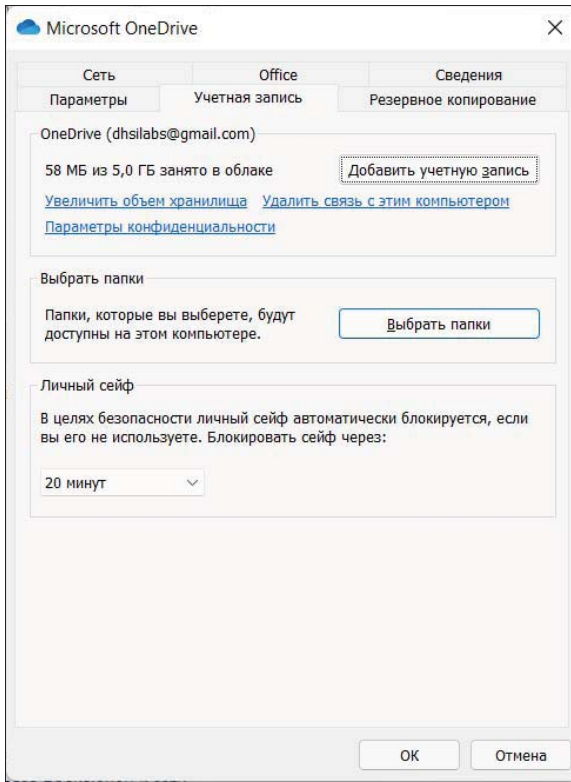 Microsoft OneDrive
Сеть Office Сведения
Параметры Учетная запись Резервное копирование
OneDrive (dhsilabs@gmail.com)
58 МБ из 5,0 ГБ занято в облаке Добавить учетную запись
Увеличить объем хранилища Удалить связь с этим компьютером
Параметры конфиденциальности
Выбрать папки
Папки, которые вы выберете, будут
доступны на этом компьютере.
Выбрать папки
Личный сейф
В целях безопасности личный сейф автоматически блокируется, если
вы его не используете. Блокировать сейф через:
20 минут
ОК Отмена